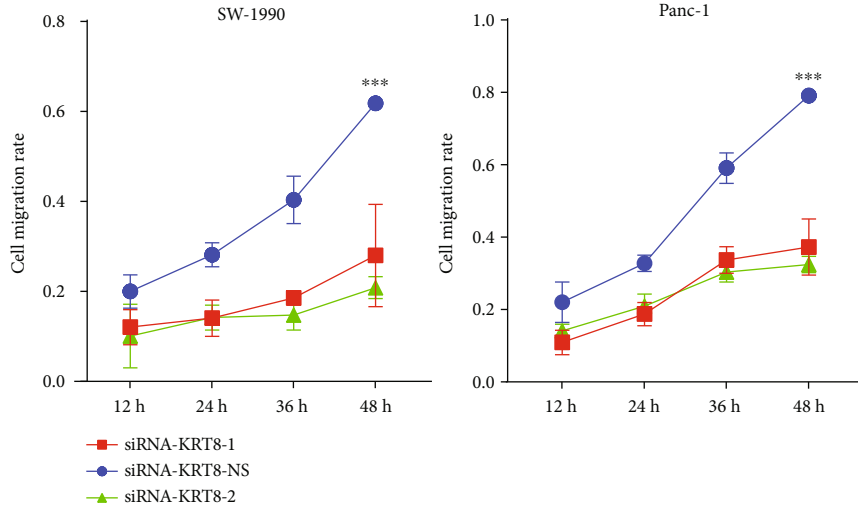 SW-1990
Cell migration rate
0.8
0.6
0.4
0.2
0.0
***
12 h 24 h 36 h 48 h
Panc-1
Cell migration rate
1.0
0.8
0.6
0.4
0.2
0.0
***
12 h 24 h 36 h 48 h
siRNA-KRT8-1
siRNA-KRT8-NS
siRNA-KRT8-2